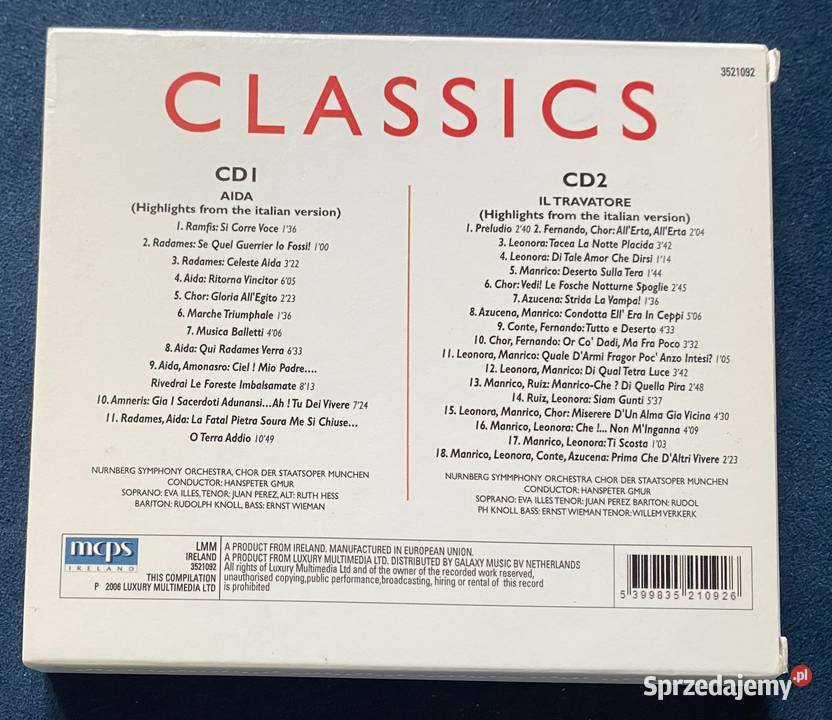 3521092
CLASSICS
CD1
AIDA
(Highlights from the italian version)
1. Ramfis: Si Corre Voce 1'36
2. Radames: Se Quel Guerrier Io Fossi! 1'00
3. Radames: Celeste Aida 3'22
4. Aida: Ritorna Vincitor 6'05
5. Chor: Gloria All'Egito 2'23
6. Marche Triumphale 1'36
7. Musica Balletti 4'06
8. Aida: Qui Radames Verra 6'33
9. Aida, Amonasro: Ciel ! Mio Padre....
Rivedrai Le Foreste Imbalsamate 8'13
10. Amneris: Gia I Sacerdoti Adunansi...Ah ! Tu Dei Vivere 7'24
11. Radames, Aida: La Fatal Pietra Soura Me Si Chiuse...
O Terra Addio 10'49
NURNBERG SYMPHONY ORCHESTRA, CHOR DER STAATSOPER MUNCHEN
CONDUCTOR: HANSPETER GMUR
SOPRANO: EVA ILLES, TENOR: JUAN PEREZ, ALT: RUTH HESS
BARITON: RUDOLPH KNOLL, BASS: ERNST WIEMAN
CD2
IL TRAVATORE
(Highlights from the italian version)
1. Preludio 2'40 2. Fernando, Chor: All'Erta, All'Erta 2'04
3. Leonora: Tacea La Notte Placida 3'42
4. Leonora: Di Tale Amor Che Dirsi 1'14
5. Manrico: Deserto Sulla Tera 1'44
6. Chor: Vedi! Le Fosche Notturne Spoglie 2'45
7. Azucena: Strida La Vampa! 1'36
8. Azucena, Manrico: Condotta Ell' Era In Ceppi 5'06
9. Conte, Fernando: Tutto e Deserto 4'33
10. Chor, Fernando: Or Co' Dadi, Ma Fra Poco 3'32
11. Leonora, Manrico: Quale D'Armi Fragor Poc' Anzo Intesi? 1'05
12. Leonora, Manrico: Di Qual Tetra Luce 3'42
13. Manrico, Ruiz: Manrico-Che ? Di Quella Pira 2'48
14. Ruiz, Leonora: Siam Gunti 5'37
15. Leonora, Manrico, Chor: Miserere D'Un Alma Gia Vicina 4'30
16. Manrico, Leonora: Che !... Non M'Inganna 4'09
17. Manrico, Leonora: Ti Scosta 1'03
18. Manrico, Leonora, Conte, Azucena: Prima Che D'Altri Vivere 2'23
NURNBERG SYMMPHONY ORCHESTRA CHOR DER STAATSOPER MUNCHEN
CONDUCTOR: HANSPETER GMUR
SOPRANO: EVA ILLES TENOR: JUAN PEREZ BARITON: RUDOL
PH KNOLL BASS: ERNST WIEMAN TENOR: WILLEM VERKERK
mcps
IRELAND
LMM
IRELAND
3521092
THIS COMPILATION
P 2006 LUXURY MULTIMEDIA LTD
A PRODUCT FROM IRELAND. MANUFACTURED IN EUROPEAN UNION.
A PRODUCT FROM LUXURY MULTIMEDIA LTD. DISTRIBUTED BY GALAXY MUSIC BV NETHERLANDS
All rights of Luxury Multimedia Ltd and of the owner of the recorded work reserved,
unauthorised copying,public performance,broadcasting, hiring or rental of this record
is prohibited
5 399835 210926
Sprzedajemy.pl